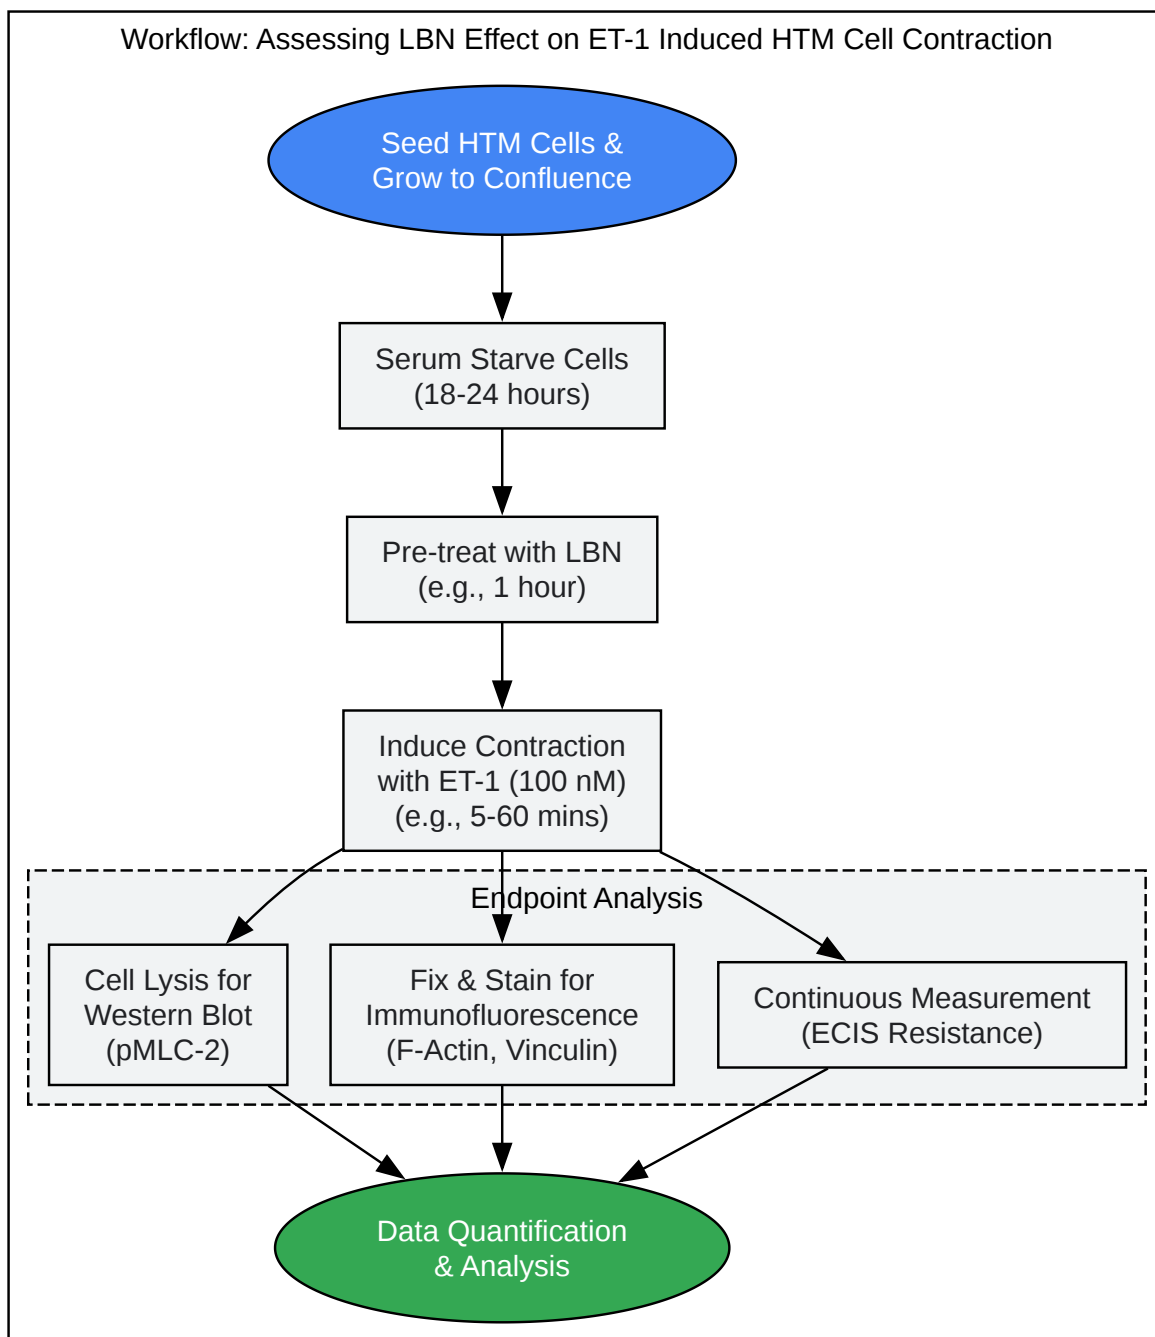 Workflow: Assessing LBN Effect on ET-1 Induced HTM Cell Contraction
Seed HTM Cells &
Grow to Confluence
Serum Starve Cells
(18-24 hours)
Pre-treat with LBN
(e.g., 1 hour)
Induce Contraction
with ET-1 (100 nM)
(e.g., 5-60 mins)
Endpoint Analysis
Cell Lysis for
Western Blot
(pMLC-2)
Fix & Stain for
Immunofluorescence
(F-Actin, Vinculin)
Continuous Measurement
(ECIS Resistance)
Data Quantification
& Analysis